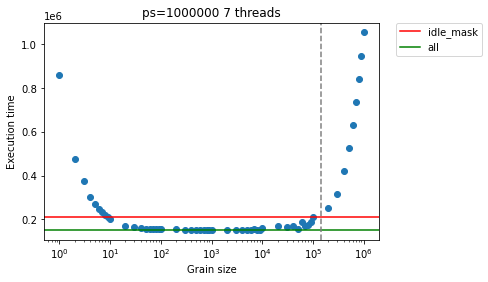 ps=1000000 7 threads
1e6
1.0
0.8
0.6
0.4
0.2
Execution time
10^0
10^1
10^2
10^3
10^4
10^5
10^6
Grain size
idle_mask
all